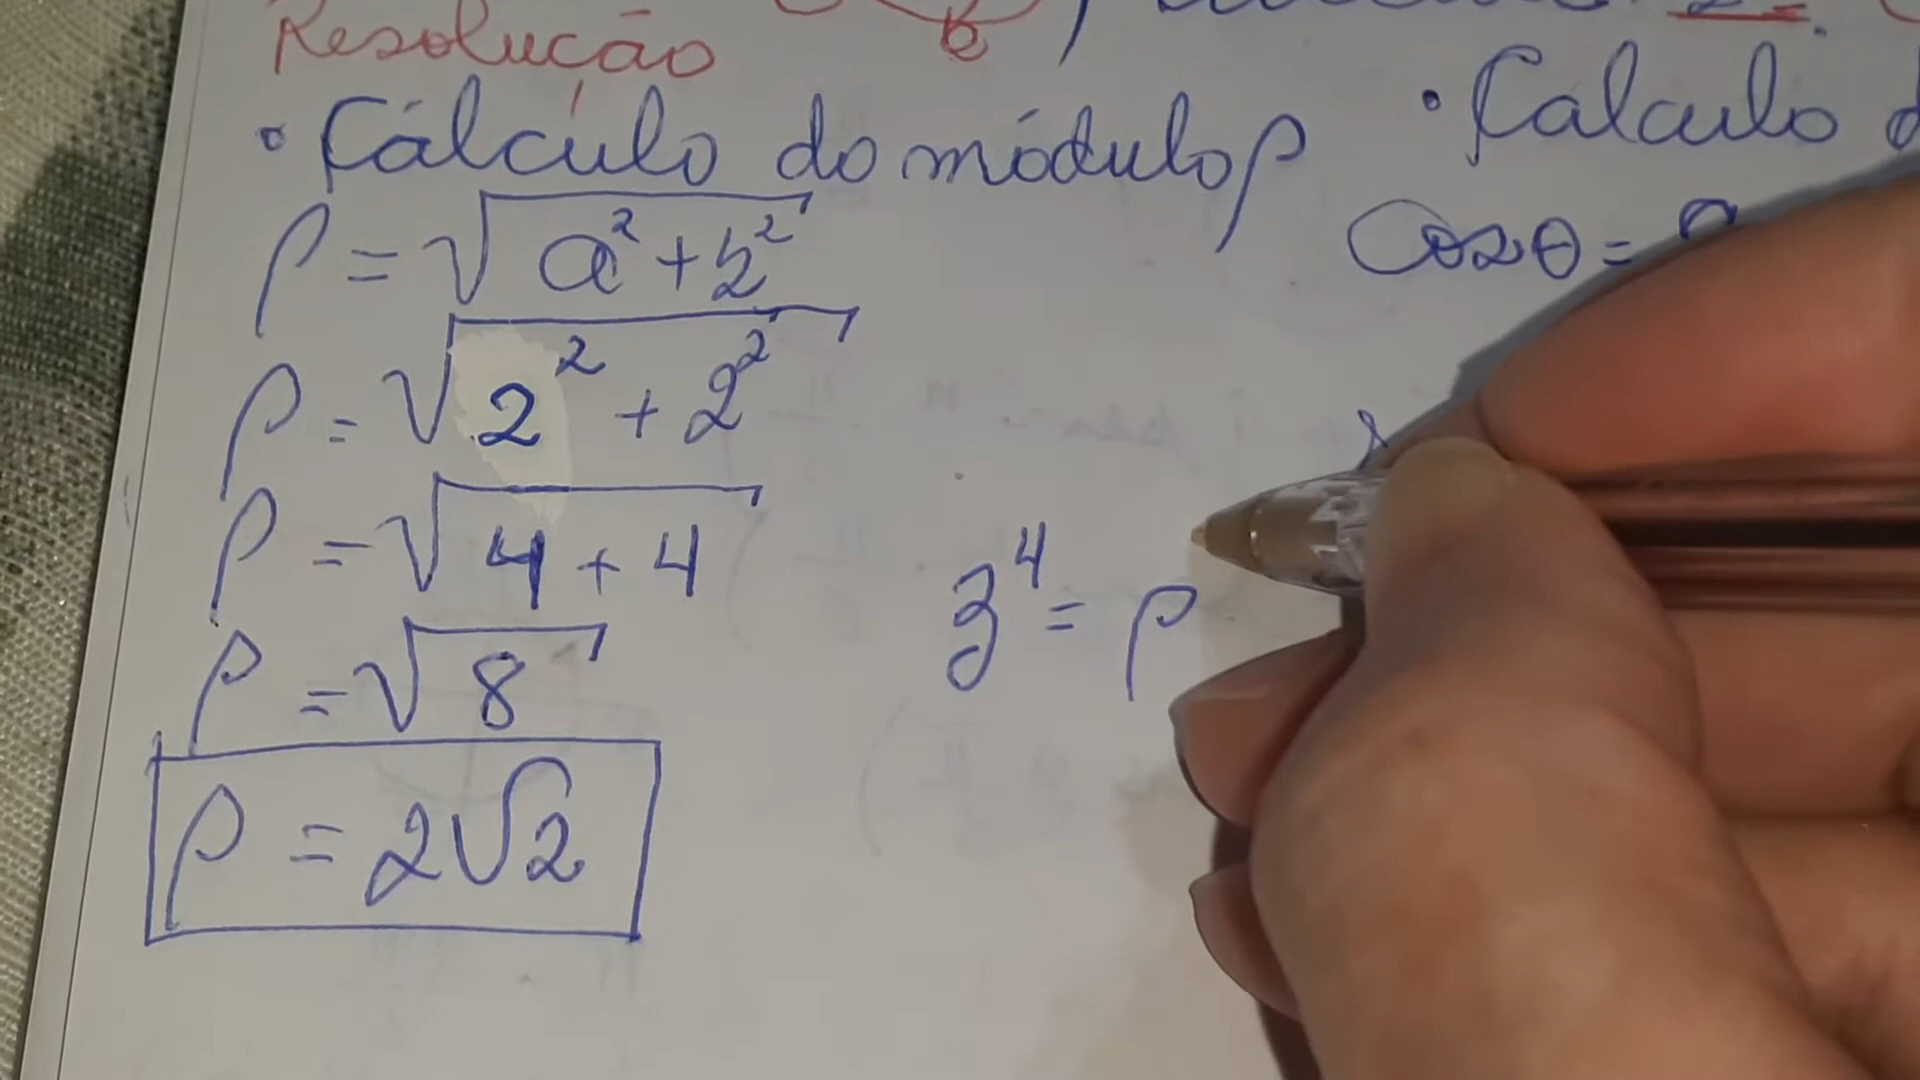 Resolução
• Cálculo do módulo ρ
ρ = √a² + b²
ρ = √2² + 2²
ρ = √4 + 4
ρ = √8
ρ = 2√2
• Cálculo d
cos θ =
z⁴ = ρ